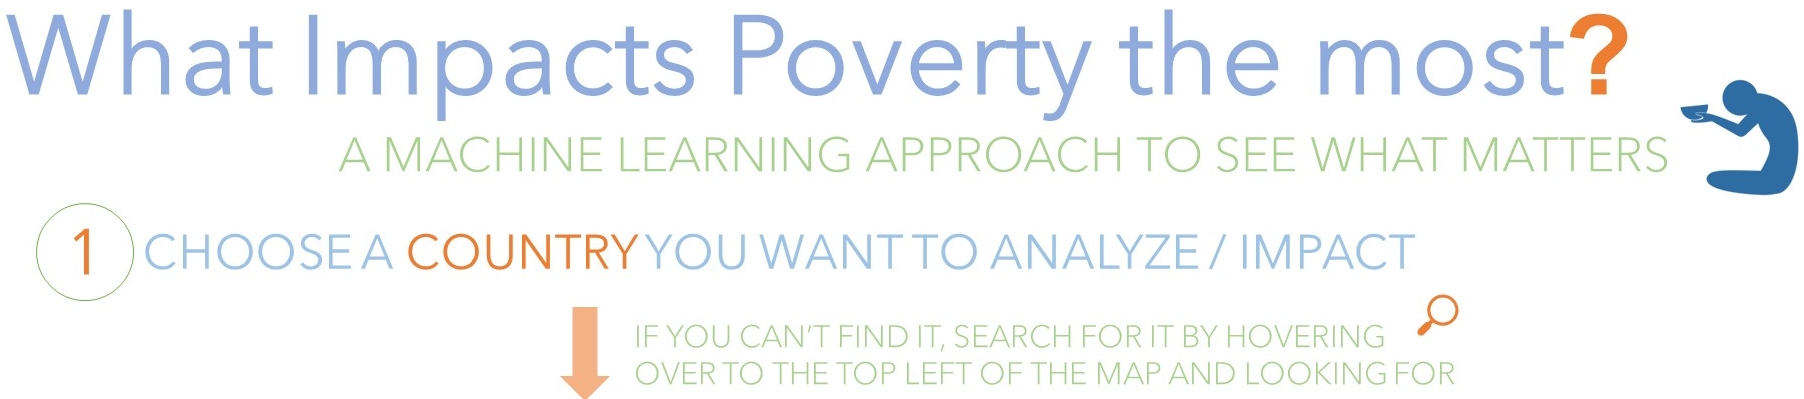 What Impacts Poverty the most?
A MACHINE LEARNING APPROACH TO SEE WHAT MATTERS
1 CHOOSE A COUNTRY YOU WANT TO ANALYZE / IMPACT
IF YOU CAN'T FIND IT, SEARCH FOR IT BY HOVERING
OVER TO THE TOP LEFT OF THE MAP AND LOOKING FOR